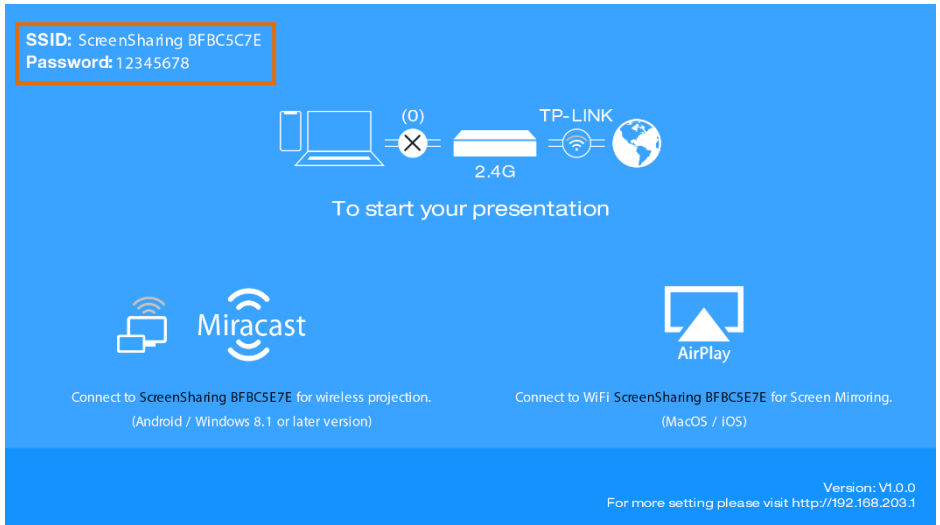 SSID: ScreenSharing BFBC5C7E
Password: 12345678
(0)
TP-LINK
2.4G
To start your presentation
Miracast
AirPlay
Connect to ScreenSharing BFBC5E7E for wireless projection.
(Android / Windows 8.1 or later version)
Connect to WiFi ScreenSharing BFBC5E7E for Screen Mirroring.
(MacOS / iOS)
Version: V1.0.0
For more setting please visit http://192.168.203.1